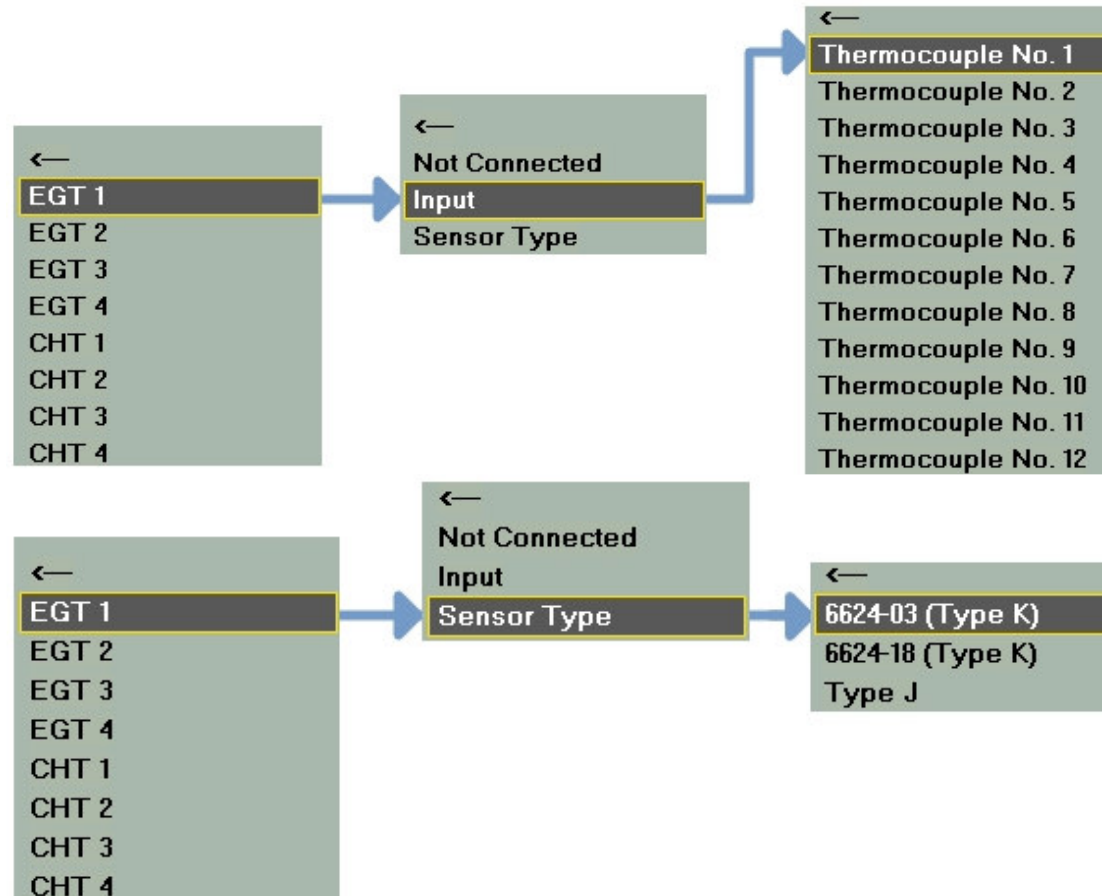 ←
EGT 1
EGT 2
EGT 3
EGT 4
CHT 1
CHT 2
CHT 3
CHT 4
←
Not Connected
Input
Sensor Type
←
Thermocouple No. 1
Thermocouple No. 2
Thermocouple No. 3
Thermocouple No. 4
Thermocouple No. 5
Thermocouple No. 6
Thermocouple No. 7
Thermocouple No. 8
Thermocouple No. 9
Thermocouple No. 10
Thermocouple No. 11
Thermocouple No. 12
←
EGT 1
EGT 2
EGT 3
EGT 4
CHT 1
CHT 2
CHT 3
CHT 4
←
Not Connected
Input
Sensor Type
←
6624-03 (Type K)
6624-18 (Type K)
Type J